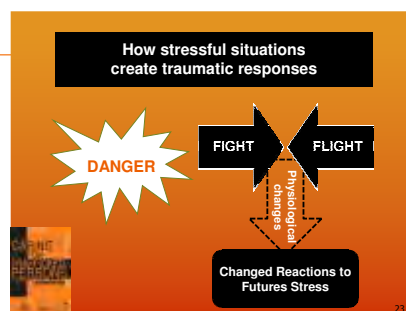 How stressful situations
create traumatic responses
DANGER
FIGHT
FLIGHT
Physiological
changes
Changed Reactions to
Futures Stress
23